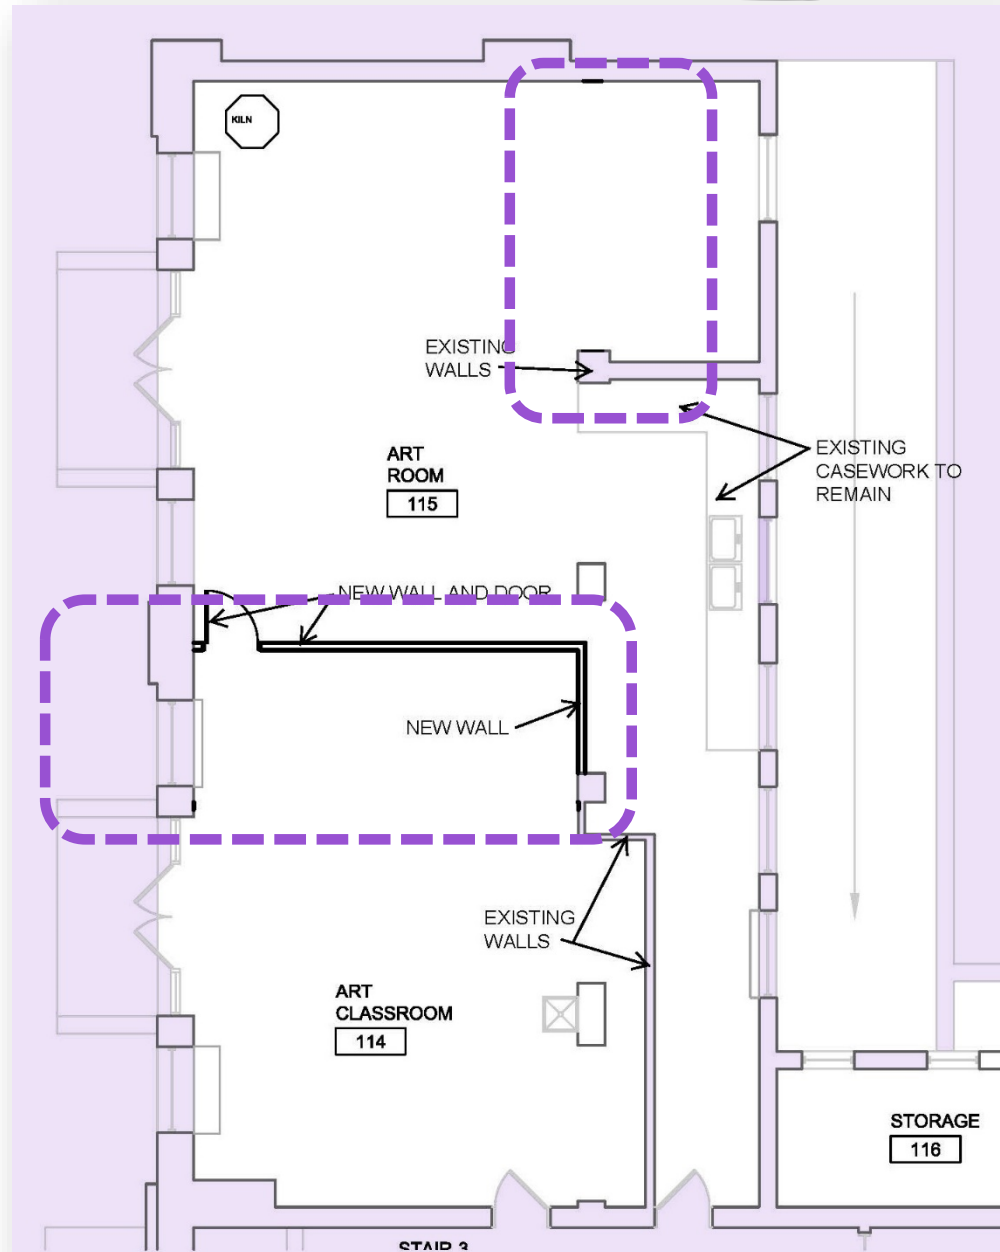 KILN
EXISTING
WALLS
EXISTING
CASEWORK TO
REMAIN
ART
ROOM
115
NEW WALL AND DOOR
NEW WALL
EXISTING
WALLS
ART
CLASSROOM
114
STORAGE
116
STAIR 3